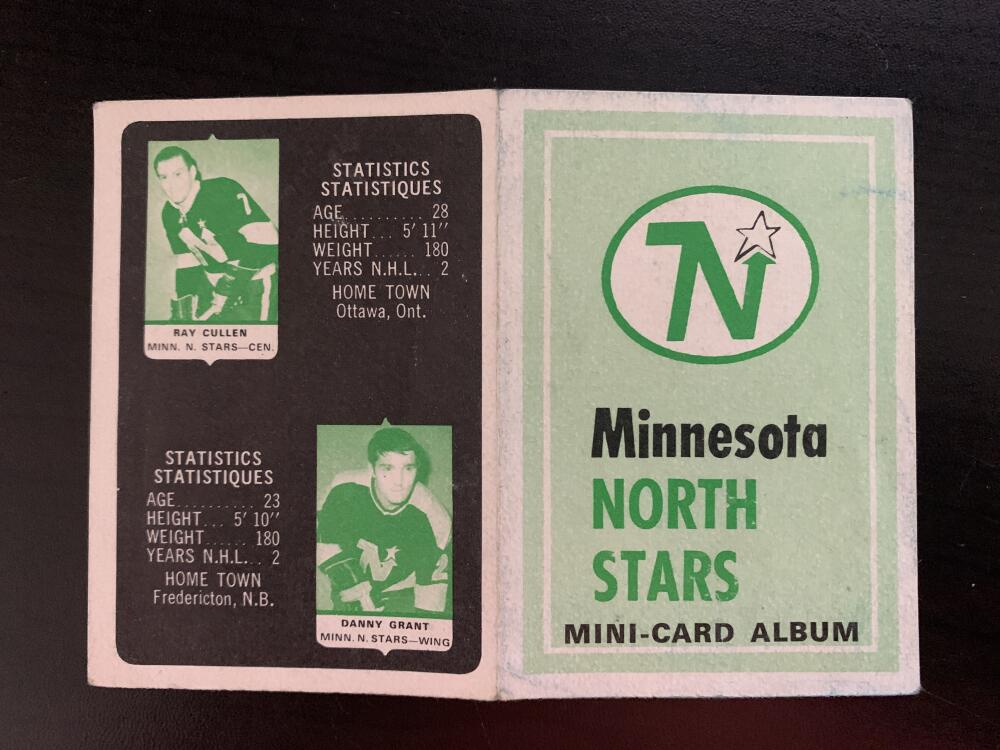 7
RAY CULLEN
MINN. N. STARS—CEN.
STATISTICS
STATISTIQUES
AGE.......... 28
HEIGHT... 5' 11''
WEIGHT...... 180
YEARS N.H.L... 2
HOME TOWN
Ottawa, Ont.
STATISTICS
STATISTIQUES
AGE.......... 23
HEIGHT... 5' 10''
WEIGHT...... 180
YEARS N.H.L... 2
HOME TOWN
Fredericton, N.B.
2
DANNY GRANT
MINN. N. STARS—WING
N
Minnesota
NORTH
STARS
MINI-CARD ALBUM